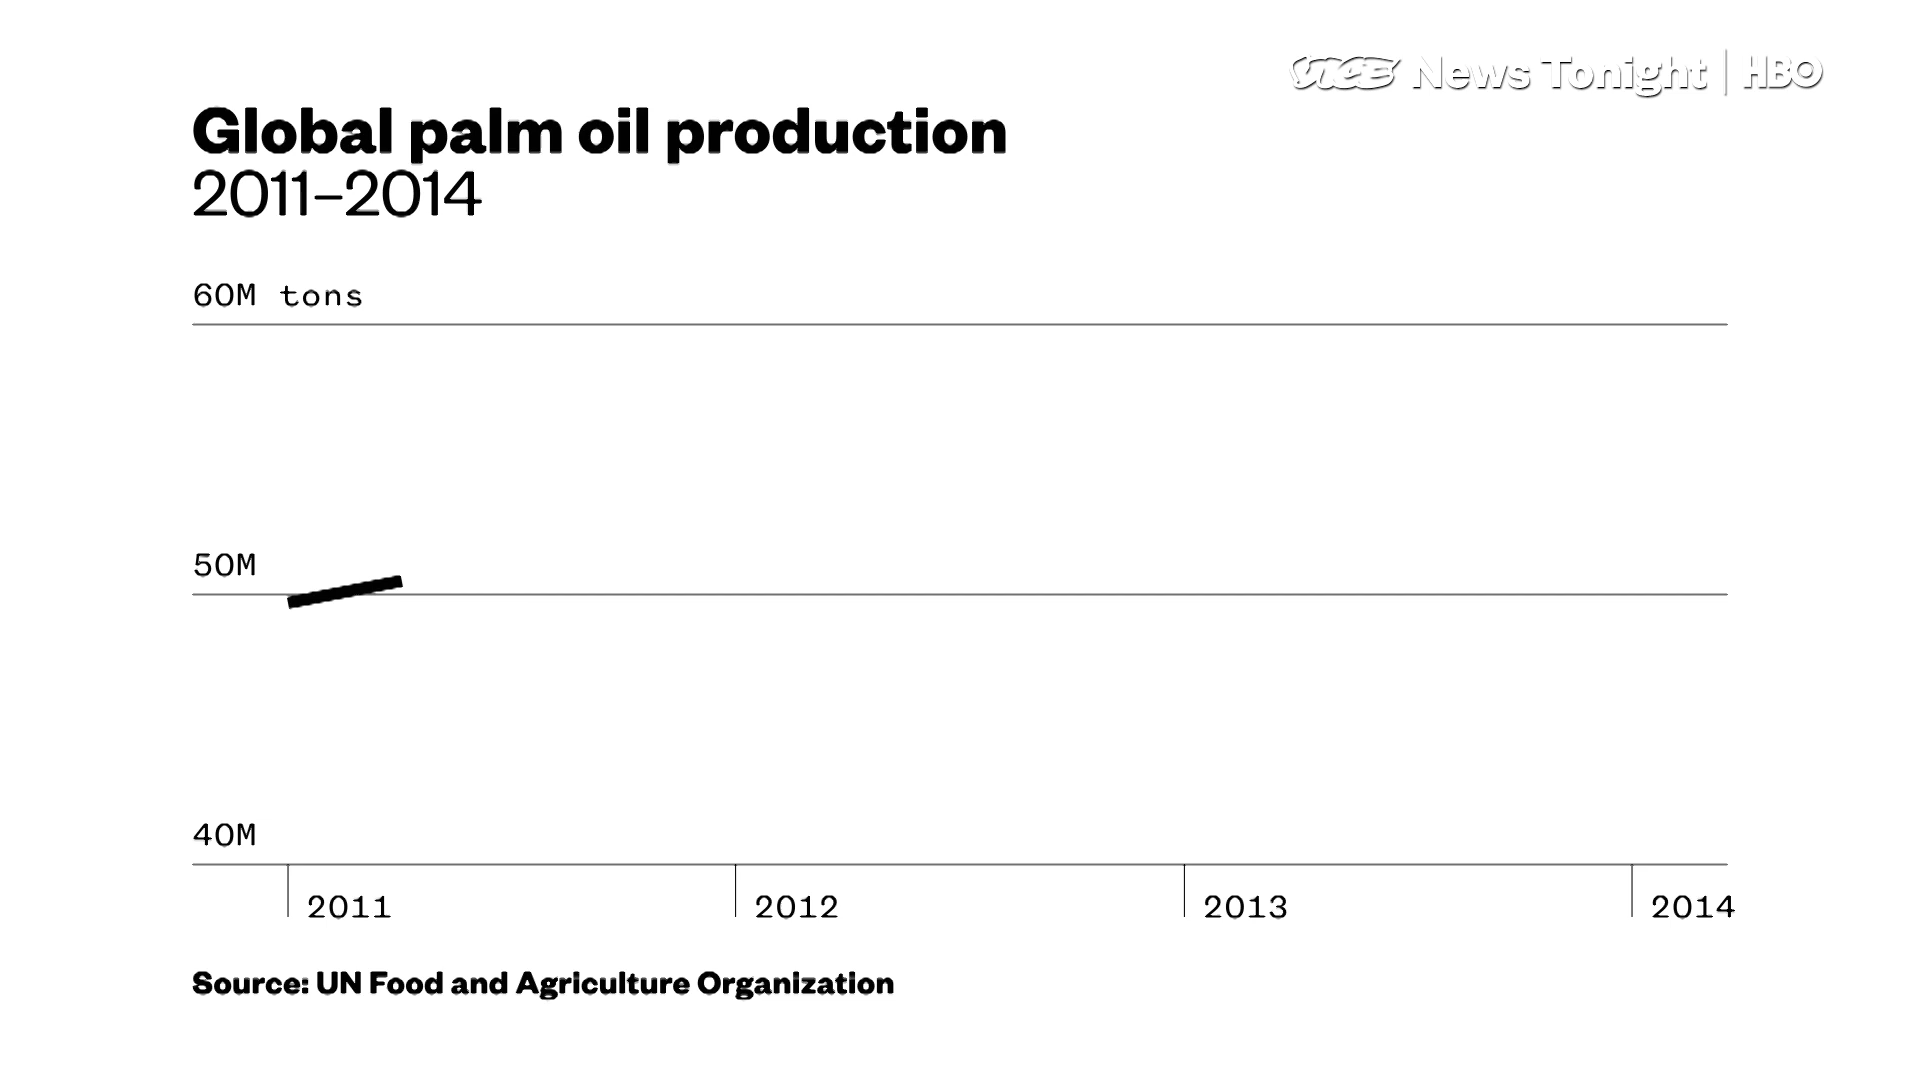 VICE News Tonight | HBO
Global palm oil production
2011–2014
60M tons
50M
40M
2011 2012 2013 2014
Source: UN Food and Agriculture Organization